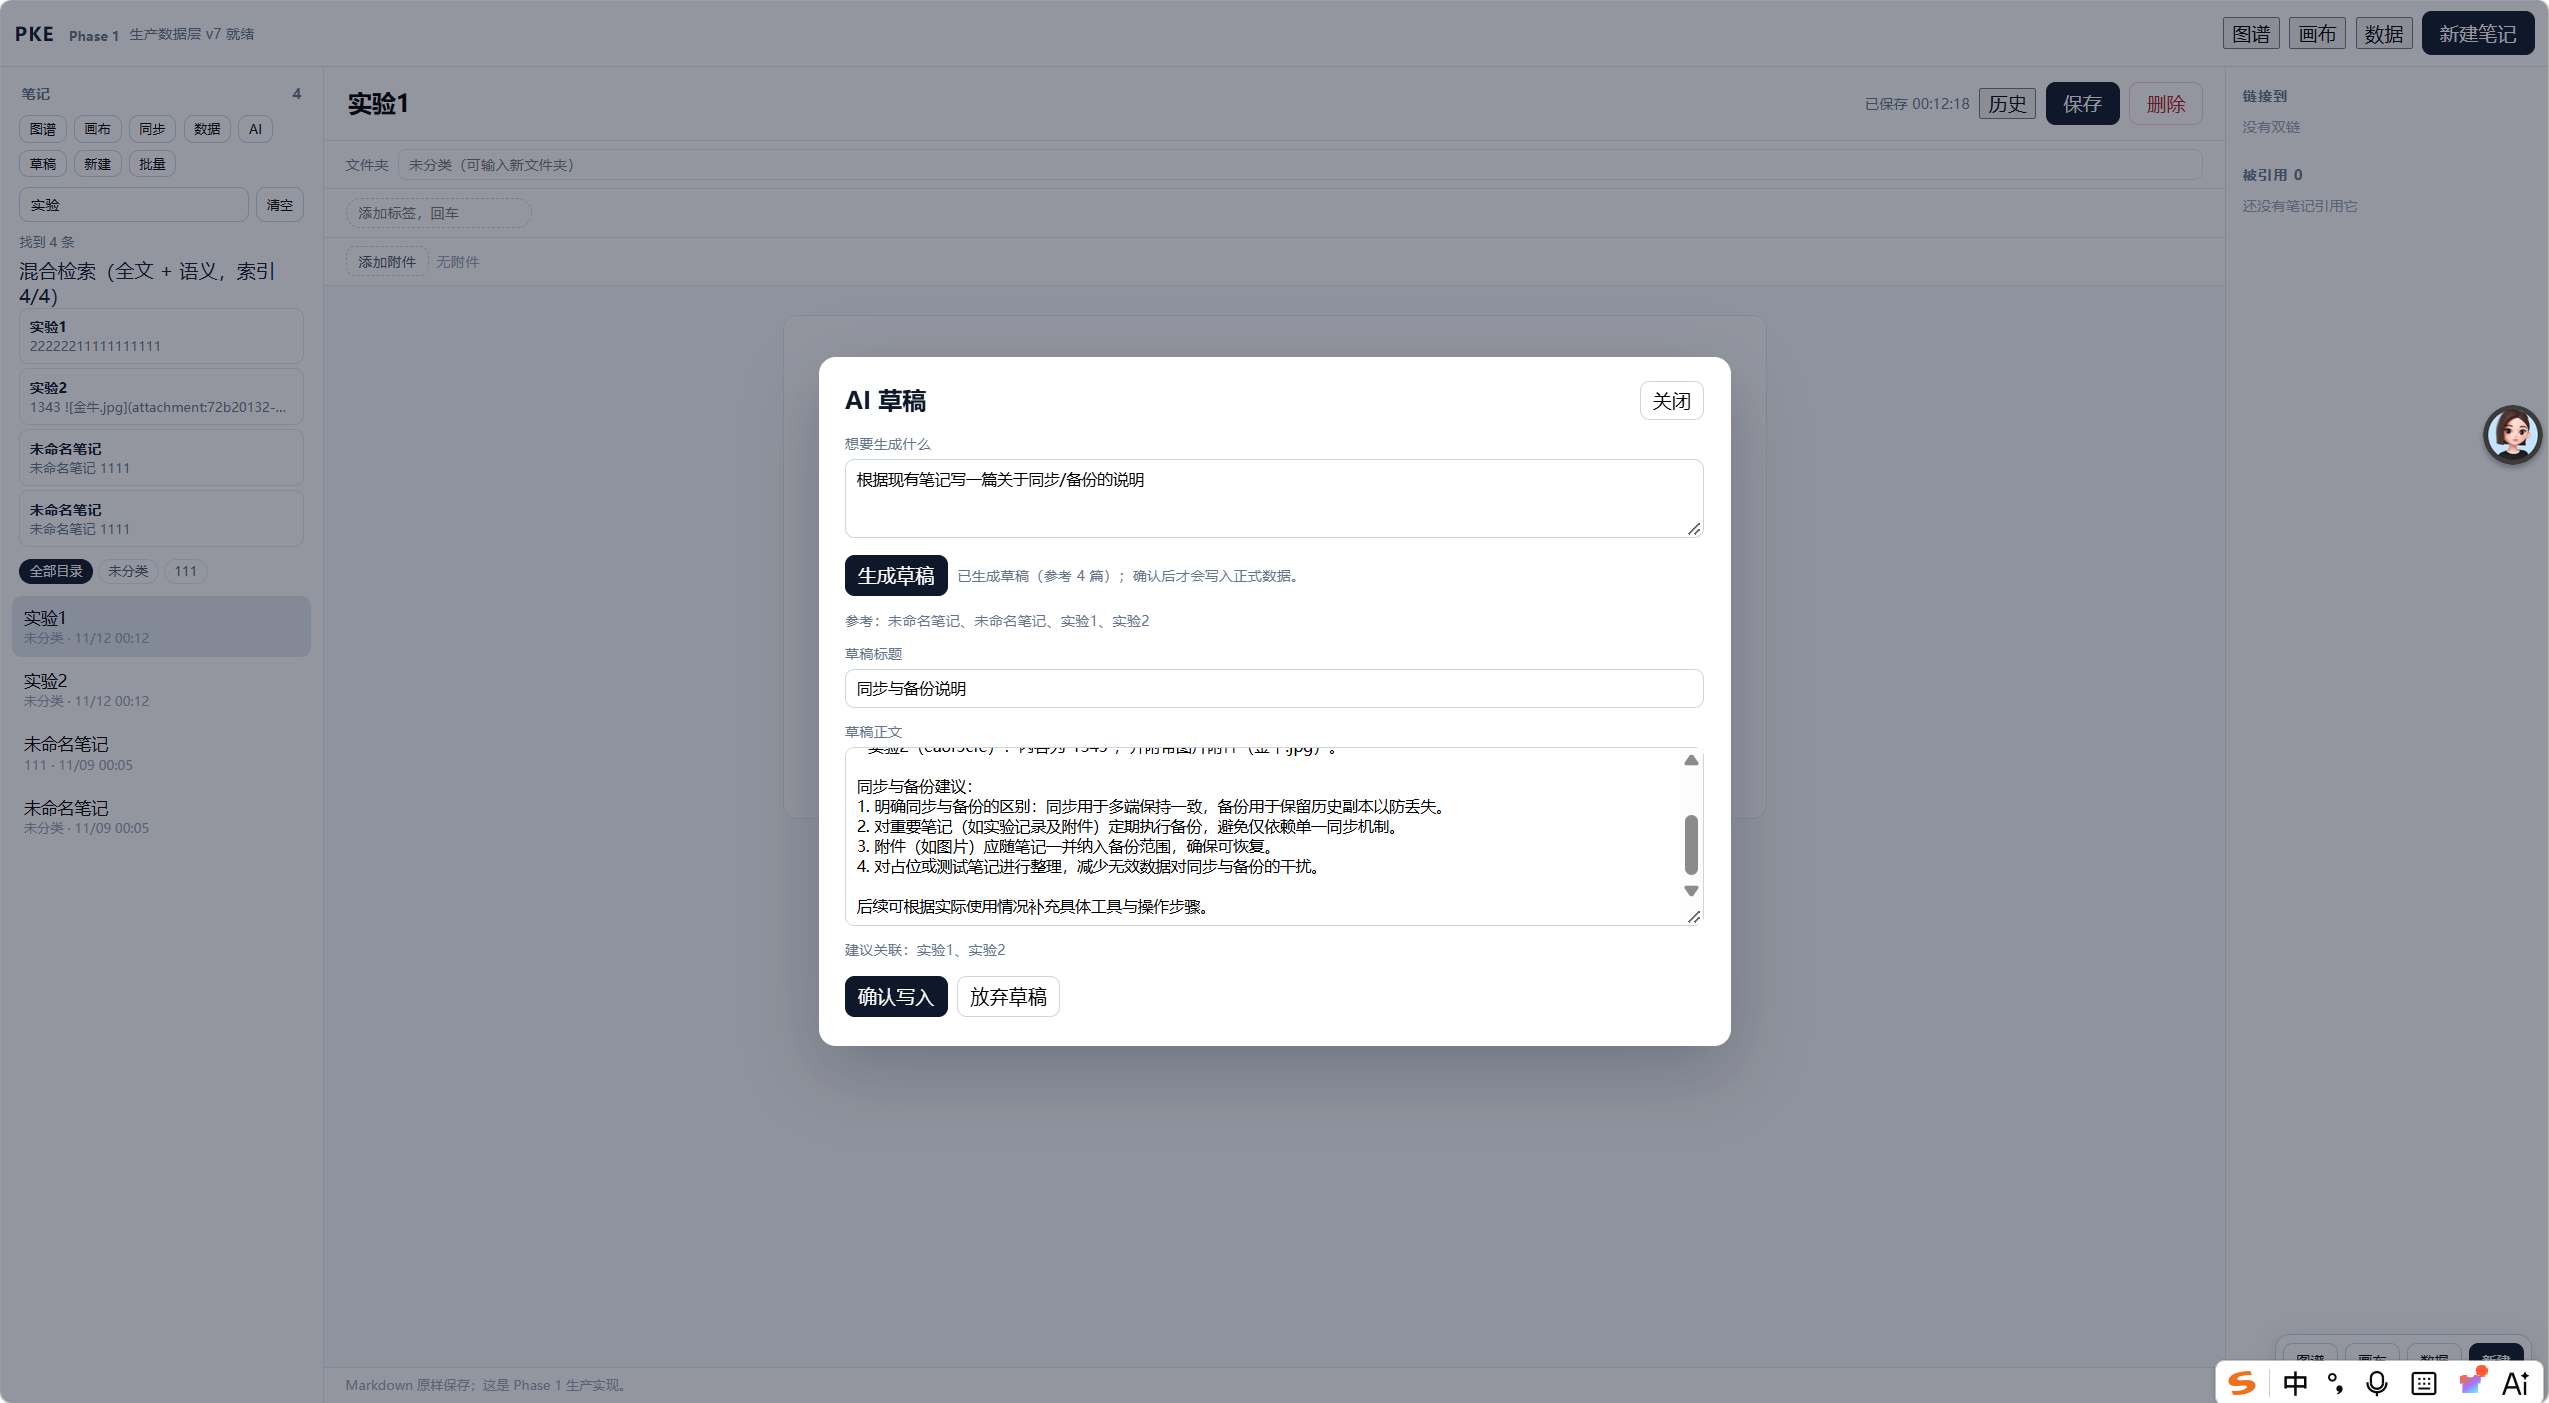 PKE Phase 1 生产数据层 v7 就绪
图谱 画布 数据 新建笔记
笔记 4
图谱 画布 同步 数据 AI
草稿 新建 批量
实验 清空
找到 4 条
混合检索（全文 + 语义，索引
4/4）
实验1
22222211111111111
实验2
1343 ![金牛.jpg](attachment:72b20132-...
未命名笔记
未命名笔记 1111
未命名笔记
未命名笔记 1111
全部目录 未分类 111
实验1
未分类 · 11/12 00:12
实验2
未分类 · 11/12 00:12
未命名笔记
111 · 11/09 00:05
未命名笔记
未分类 · 11/09 00:05
实验1
已保存 00:12:18 历史 保存 删除
文件夹 未分类（可输入新文件夹）
添加标签，回车
添加附件 无附件
AI 草稿
关闭
想要生成什么
根据现有笔记写一篇关于同步/备份的说明
生成草稿 已生成草稿（参考 4 篇）；确认后才会写入正式数据。
参考：未命名笔记、未命名笔记、实验1、实验2
草稿标题
同步与备份说明
草稿正文
同步与备份建议：
1. 明确同步与备份的区别：同步用于多端保持一致，备份用于保留历史副本以防丢失。
2. 对重要笔记（如实验记录及附件）定期执行备份，避免仅依赖单一同步机制。
3. 附件（如图片）应随笔记一并纳入备份范围，确保可恢复。
4. 对占位或测试笔记进行整理，减少无效数据对同步与备份的干扰。
后续可根据实际使用情况补充具体工具与操作步骤。
建议关联：实验1、实验2
确认写入 放弃草稿
链接到
没有双链
被引用 0
还没有笔记引用它
Markdown 原样保存；这是 Phase 1 生产实现。
图谱 画布 数据 新建
中 Ai